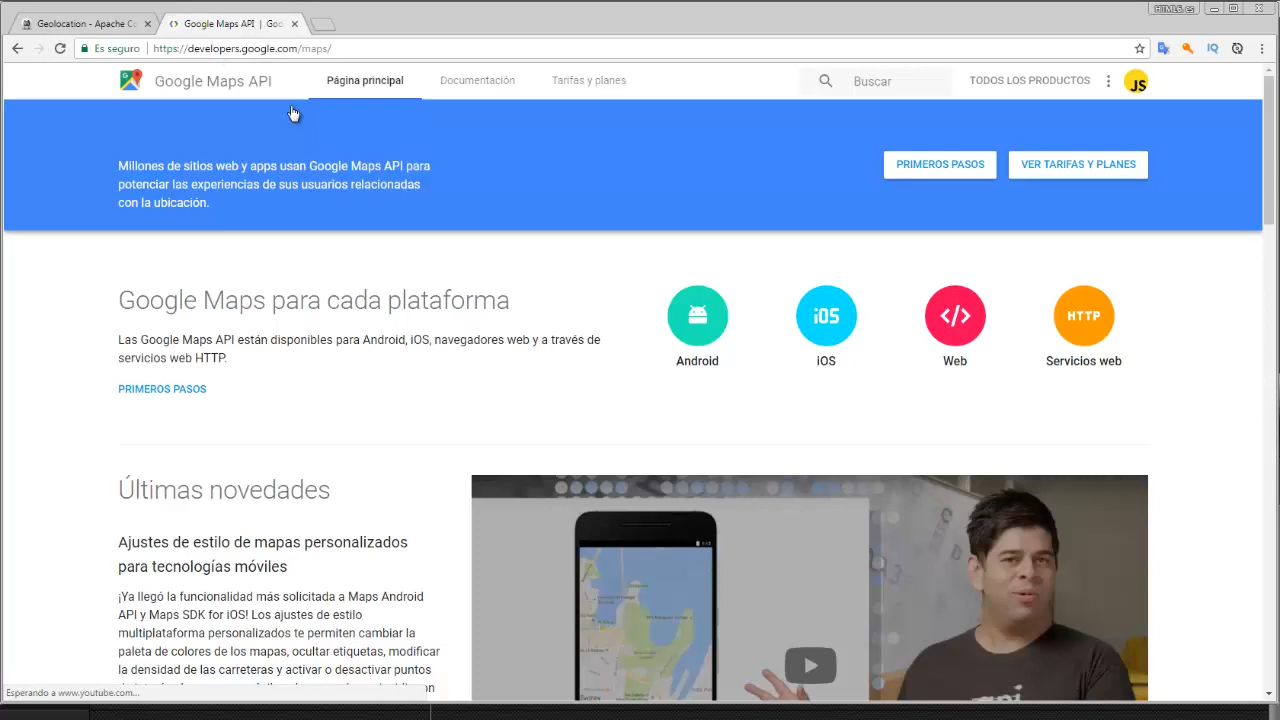 HTML5.es
Geolocation - Apache Co
Google Maps API | Goo
Es seguro
https://developers.google.com/maps/
Google Maps API
Página principal
Documentación
Tarifas y planes
Buscar
TODOS LOS PRODUCTOS
JS
Millones de sitios web y apps usan Google Maps API para
potenciar las experiencias de sus usuarios relacionadas
con la ubicación.
PRIMEROS PASOS
VER TARIFAS Y PLANES
Google Maps para cada plataforma
Las Google Maps API están disponibles para Android, iOS, navegadores web y a través de
servicios web HTTP.
PRIMEROS PASOS
iOS
</>
HTTP
Android
iOS
Web
Servicios web
Últimas novedades
Ajustes de estilo de mapas personalizados
para tecnologías móviles
¡Ya llegó la funcionalidad más solicitada a Maps Android
API y Maps SDK for iOS! Los ajustes de estilo
multiplataforma personalizados te permiten cambiar la
paleta de colores de los mapas, ocultar etiquetas, modificar
la densidad de las carreteras y activar o desactivar puntos
Esperando a www.youtube.com...